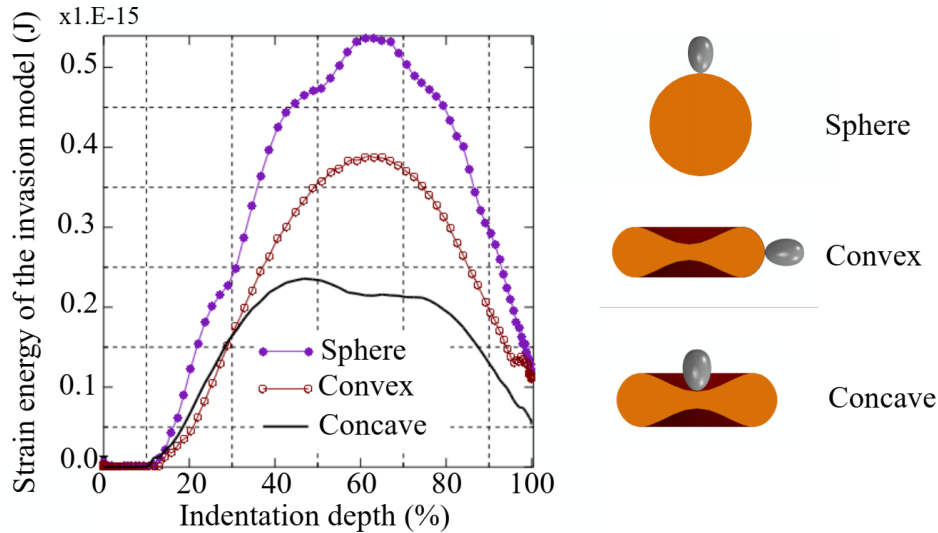 x1.E-15
Strain energy of the invasion model (J)
0.5
0.4
0.3
0.2
0.1
0.0
Sphere
Convex
Concave
0
20
40
60
80
100
Indentation depth (%)
Sphere
Convex
Concave